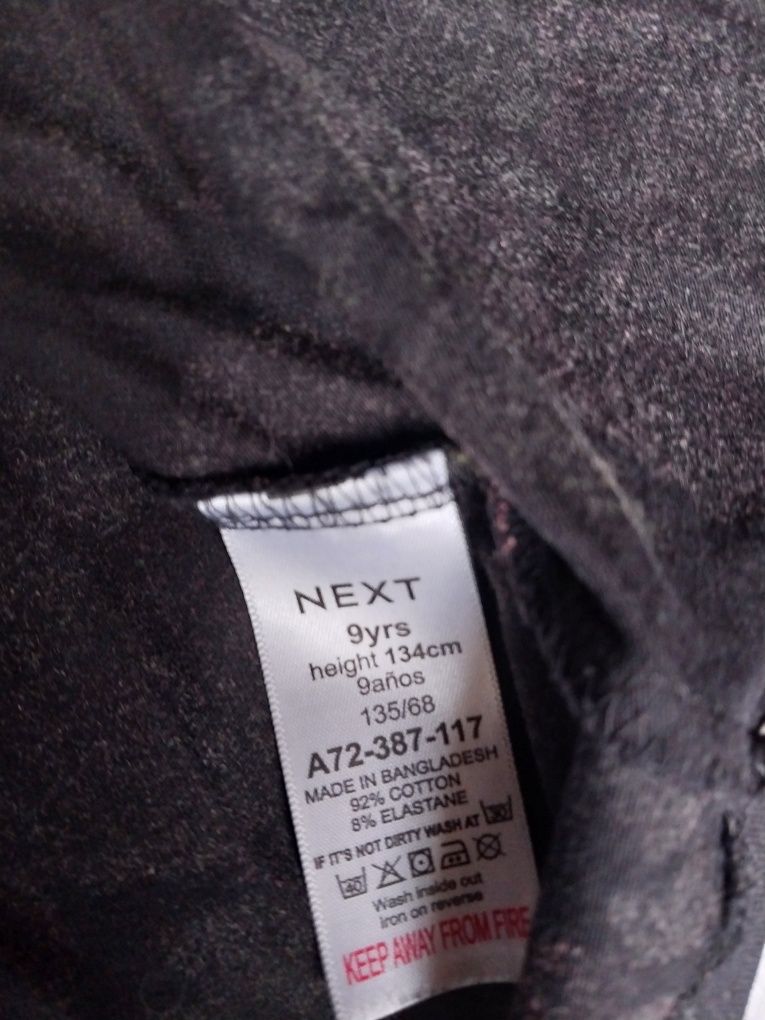 NEXT
9yrs
height 134cm
9años
135/68
A72-387-117
MADE IN BANGLADESH
92% COTTON
8% ELASTANE
IF IT'S NOT DIRTY WASH AT 30
40
Wash inside out
iron on reverse
KEEP AWAY FROM FIRE